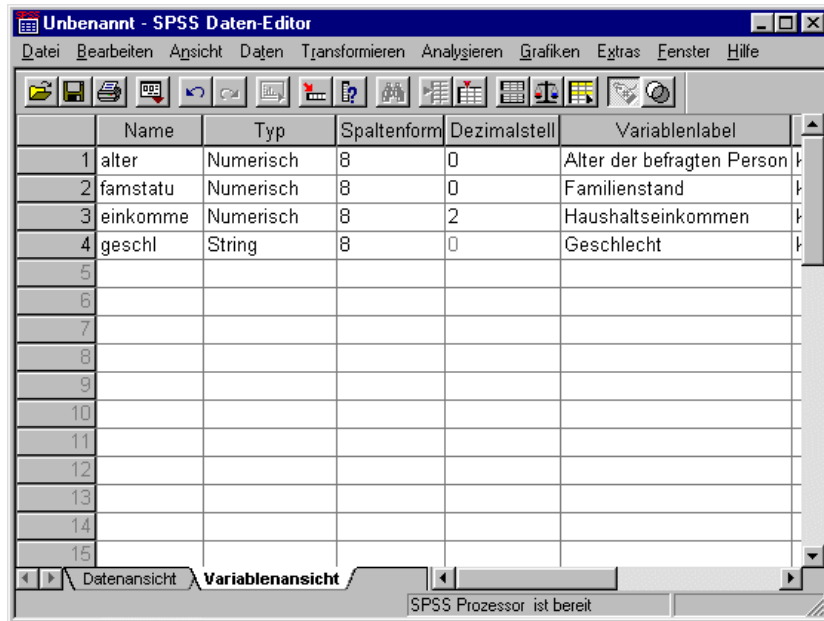 Unbenannt - SPSS Daten-Editor
Datei Bearbeiten Ansicht Daten Transformieren Analysieren Grafiken Extras Fenster Hilfe
Name Typ Spaltenform Dezimalstell Variablenlabel
1 alter Numerisch 8 0 Alter der befragten Person
2 famstatu Numerisch 8 0 Familienstand
3 einkomme Numerisch 8 2 Haushaltseinkommen
4 geschl String 8 0 Geschlecht
5
6
7
8
9
10
11
12
13
14
15
Datenansicht Variablenansicht
SPSS Prozessor ist bereit